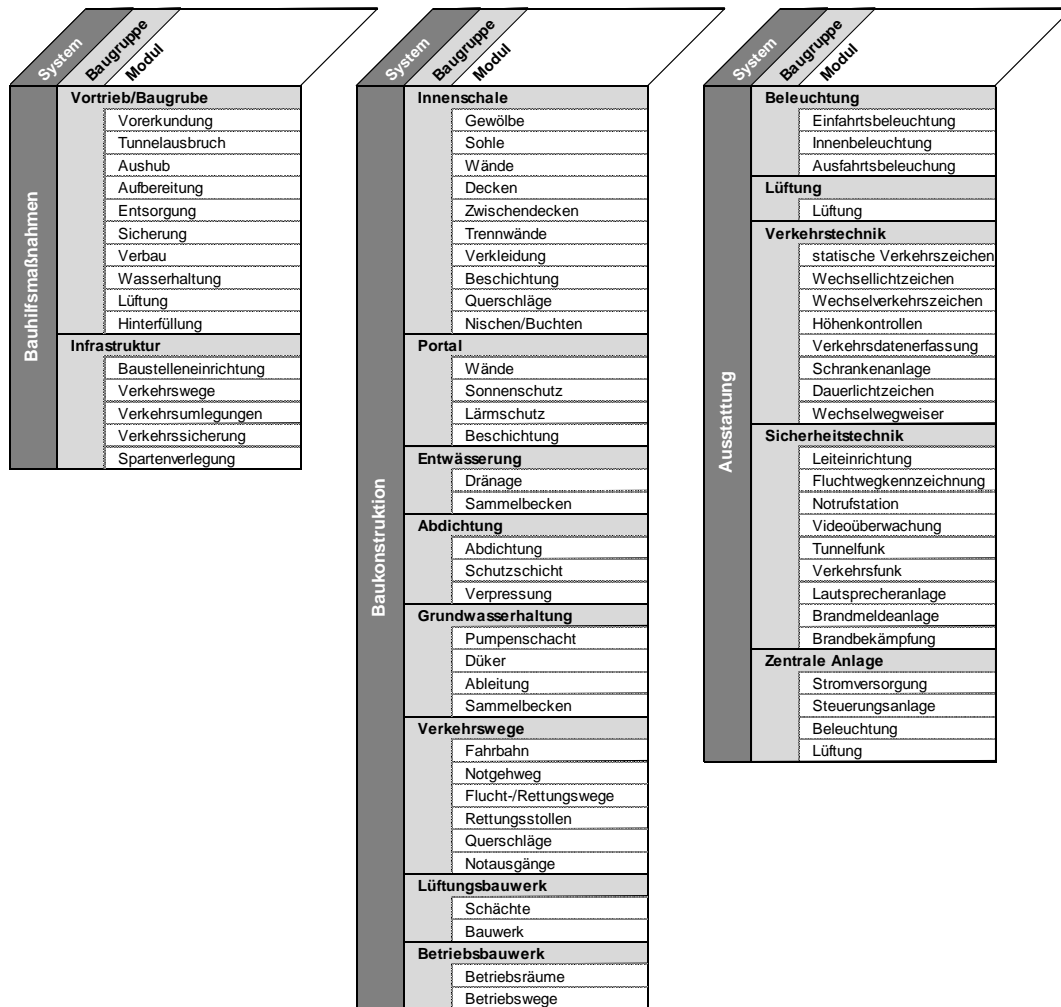 System
Baugruppe
Modul
Bauhilfsmaßnahmen
Vortrieb/Baugrube
Vorerkundung
Tunnelausbruch
Aushub
Aufbereitung
Entsorgung
Sicherung
Verbau
Wasserhaltung
Lüftung
Hinterfüllung
Infrastruktur
Baustelleneinrichtung
Verkehrswege
Verkehrsumlegungen
Verkehrssicherung
Spartenverlegung
System
Baugruppe
Modul
Baukonstruktion
Innenschale
Gewölbe
Sohle
Wände
Decken
Zwischendecken
Trennwände
Verkleidung
Beschichtung
Querschläge
Nischen/Buchten
Portal
Wände
Sonnenschutz
Lärmschutz
Beschichtung
Entwässerung
Dränage
Sammelbecken
Abdichtung
Abdichtung
Schutzschicht
Verpressung
Grundwasserhaltung
Pumpenschacht
Düker
Ableitung
Sammelbecken
Verkehrswege
Fahrbahn
Notgehweg
Flucht-/Rettungswege
Rettungsstollen
Querschläge
Notausgänge
Lüftungsbauwerk
Schächte
Bauwerk
Betriebsbauwerk
Betriebsräume
Betriebswege
System
Baugruppe
Modul
Ausstattung
Beleuchtung
Einfahrtsbeleuchtung
Innenbeleuchtung
Ausfahrtsbeleuchung
Lüftung
Lüftung
Verkehrstechnik
statische Verkehrszeichen
Wechsellichtzeichen
Wechselverkehrszeichen
Höhenkontrollen
Verkehrsdatenerfassung
Schrankenanlage
Dauerlichtzeichen
Wechselwegweiser
Sicherheitstechnik
Leiteinrichtung
Fluchtwegkennzeichnung
Notrufstation
Videoüberwachung
Tunnelfunk
Verkehrsfunk
Lautsprecheranlage
Brandmeldeanlage
Brandbekämpfung
Zentrale Anlage
Stromversorgung
Steuerungsanlage
Beleuchtung
Lüftung